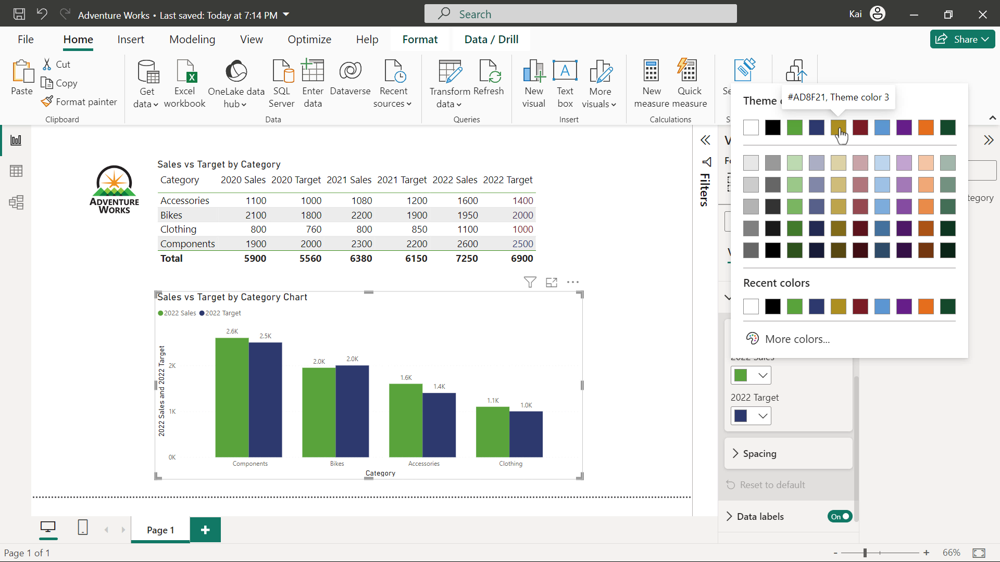 Adventure Works • Last saved: Today at 7:14 PM
Search
Kai
File Home Insert Modeling View Optimize Help Format Data / Drill
Share
Paste
Cut
Copy
Format painter
Clipboard
Get data
Excel workbook
OneLake data hub
SQL Server
Enter data
Dataverse
Recent sources
Data
Transform data
Refresh
Queries
New visual
Text box
More visuals
Insert
New measure
Quick measure
Calculations
#AD8F21, Theme color 3
Theme
Filters
tegory
ADVENTURE
WORKS
Sales vs Target by Category
Category 2020 Sales 2020 Target 2021 Sales 2021 Target 2022 Sales 2022 Target
Accessories 1100 1000 1080 1200 1600 1400
Bikes 2100 1800 2200 1900 1950 2000
Clothing 800 760 800 850 1100 1000
Components 1900 2000 2300 2200 2600 2500
Total 5900 5560 6380 6150 7250 6900
Sales vs Target by Category Chart
2022 Sales 2022 Target
2022 Sales and 2022 Target
2K
1K
0K
2.6K 2.5K
2.0K 2.0K
1.6K 1.4K
1.1K 1.0K
Components Bikes Accessories Clothing
Category
Recent colors
More colors...
2022 Sales
2022 Target
Spacing
Reset to default
Data labels
On
Page 1
Page 1 of 1
- + 66%